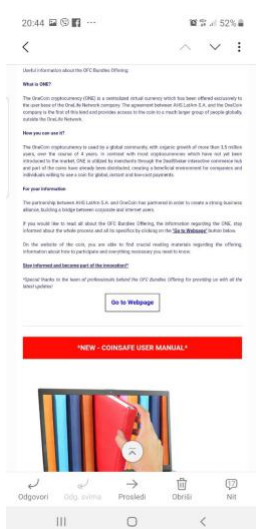 20:44
52%
Useful information about the OFC Bundles Offering.
What is ONE?
The OneCoin cryptocurrency (ONE) is a centralized virtual currency which has been offered exclusively to
the user base of the OneLife Network company. The agreement between AHS Latvia S.A. and the OneCoin
company is the first of this kind and provides access to the coin to a much larger group of people globally,
outside the OneLife Network.
How you can use it?
The OneCoin cryptocurrency is used by a global community with organic growth of more than 3,5 million
users, over the course of 4 years. In contrast with most cryptocurrencies which have not yet been
introduced to the market, ONE is utilized by merchants through the DealShaker interactive commerce hub
and part of the coins have already been distributed, creating a beneficial environment for companies and
individuals willing to use a coin for global, instant and low-cost payments.
For your information
The partnership between AHS Latvia S.A. and OneCoin has partnered in order to create a strong business
alliance, building a bridge between corporate and internet users.
If you would like to read all about the OFC Bundles Offering, the information regarding the ONE, stay
informed about the whole process and all its specifics by clicking on the "Go to Webpage" button below.
On the website of the coin, you are able to find crucial reading materials regarding the offering,
information about how to participate and everything necessary you need to know.
Stay informed and become part of the innovation!"
*Special thanks to the team of professionals behind the OFC Bundles Offering for providing us with all the
latest updates!
Go to Webpage
*NEW - COINSAFE USER MANUAL*
Odgovori
Odg. svima
Prosledi
Obriši
Nit